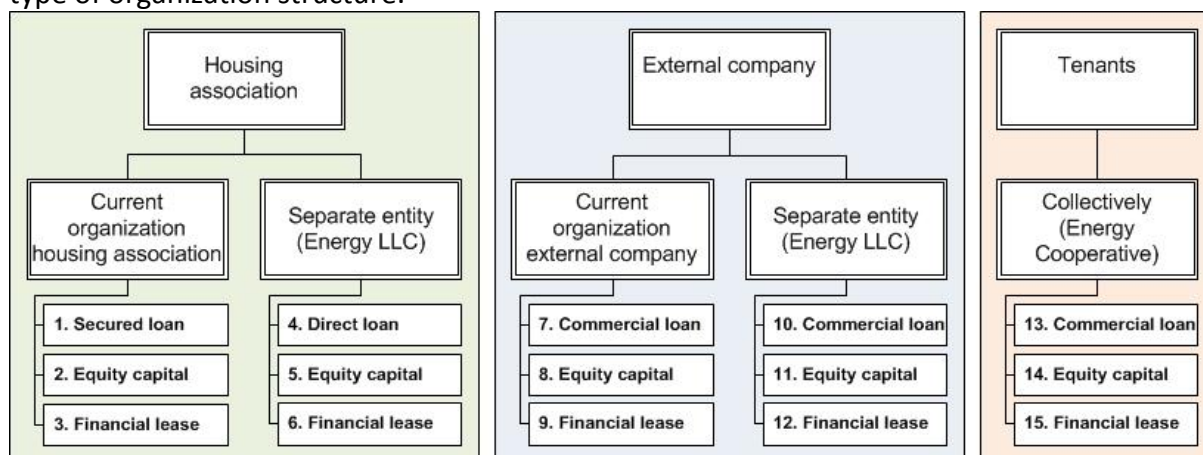 type of organization structure.
Housing
association
External company
Tenants
Current
organization
housing association
Separate entity
(Energy LLC)
Current
organization
external company
Separate entity
(Energy LLC)
Collectively
(Energy
Cooperative)
1. Secured loan
2. Equity capital
3. Financial lease
4. Direct loan
5. Equity capital
6. Financial lease
7. Commercial loan
8. Equity capital
9. Financial lease
10. Commercial loan
11. Equity capital
12. Financial lease
13. Commercial loan
14. Equity capital
15. Financial lease